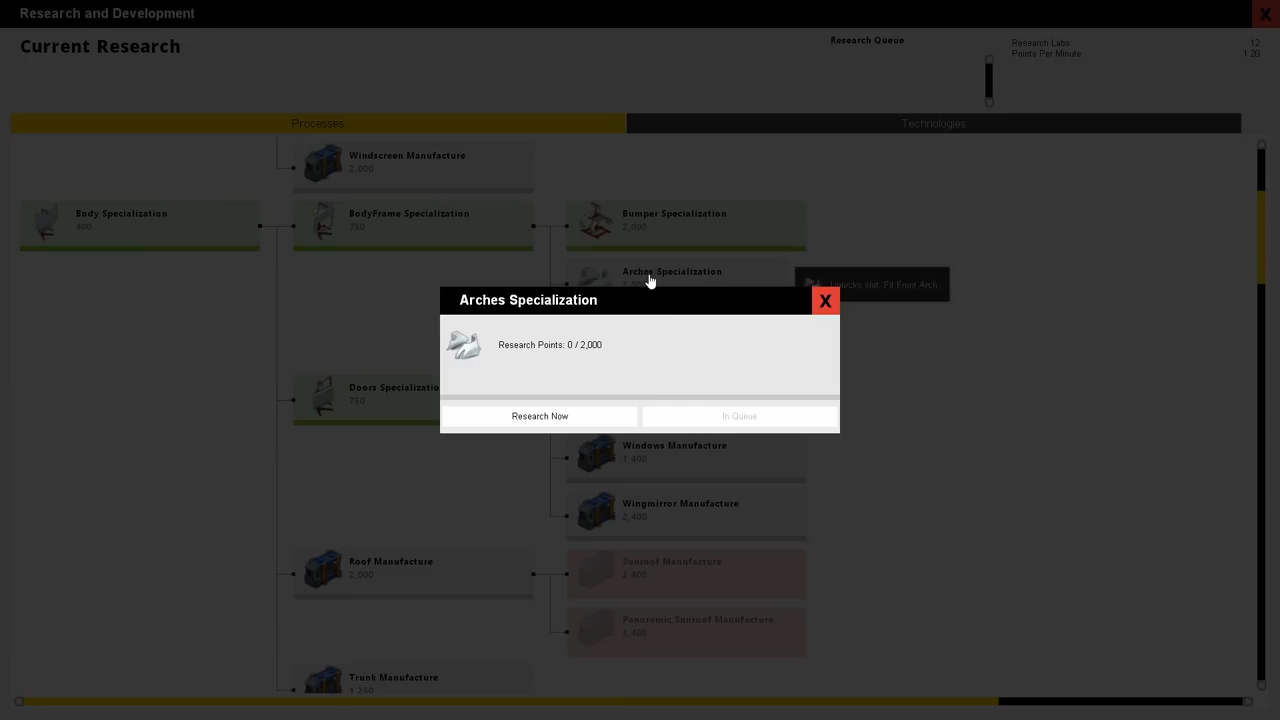 Research and Development
X
Current Research
Research Queue
Research Labs: 12
Points Per Minute: 1.20
Processes
Technologies
Windscreen Manufacture
2,000
Body Specialization
400
BodyFrame Specialization
750
Bumper Specialization
Arches Specialization
Unlocks slot: Fit Front Arch
Arches Specialization
X
Research Points: 0 / 2,000
Research Now
In Queue
Doors Specializatio
750
Windows Manufacture
1,400
Wingmirror Manufacture
2,400
Roof Manufacture
2,000
Sunroof Manufacture
2,400
Panoramic Sunroof Manufacture
2,400
Trunk Manufacture
1,250